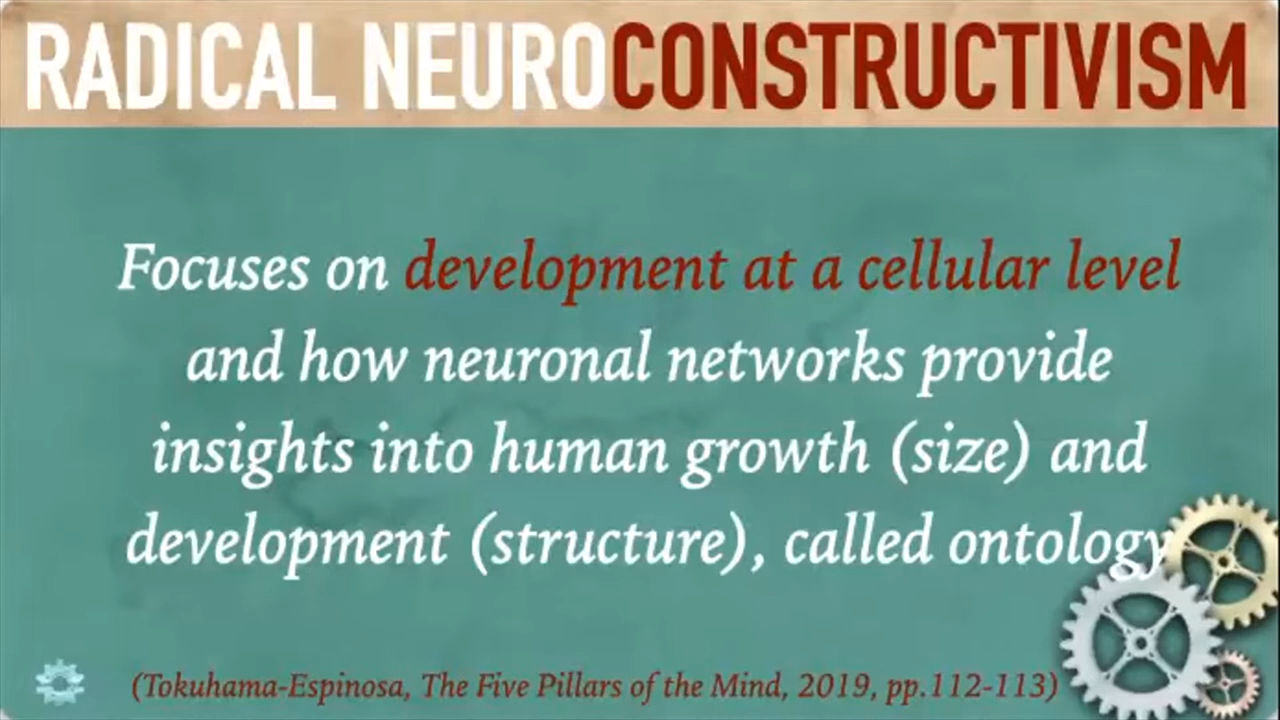 RADICAL NEUROCONSTRUCTIVISM
Focuses on development at a cellular level
and how neuronal networks provide
insights into human growth (size) and
development (structure), called ontology
(Tokuhama-Espinosa, The Five Pillars of the Mind, 2019, pp.112-113)